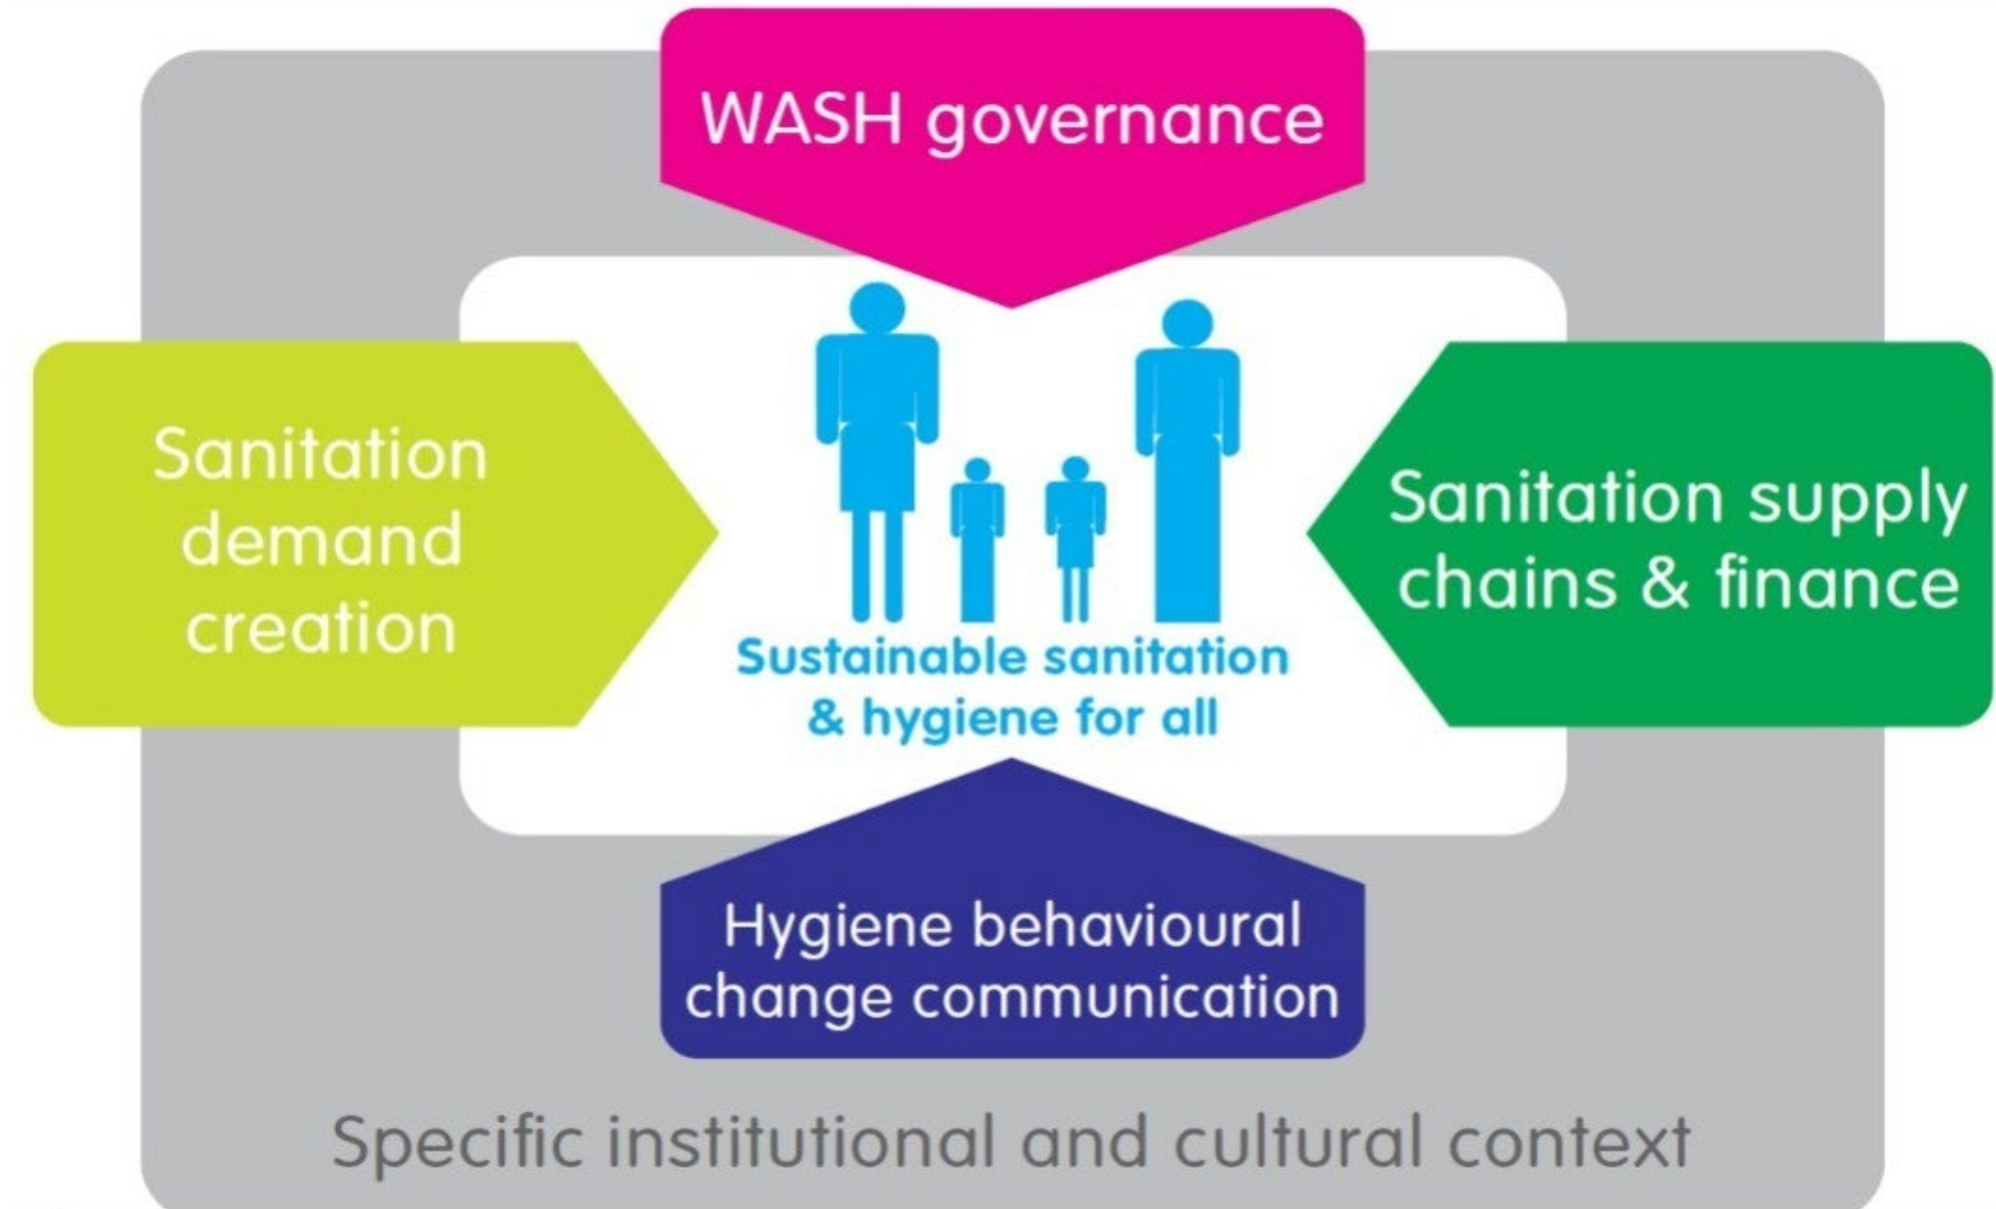 WASH governance
Sanitation
demand
creation
Sanitation supply
chains & finance
Sustainable sanitation
& hygiene for all
Hygiene behavioural
change communication
Specific institutional and cultural context